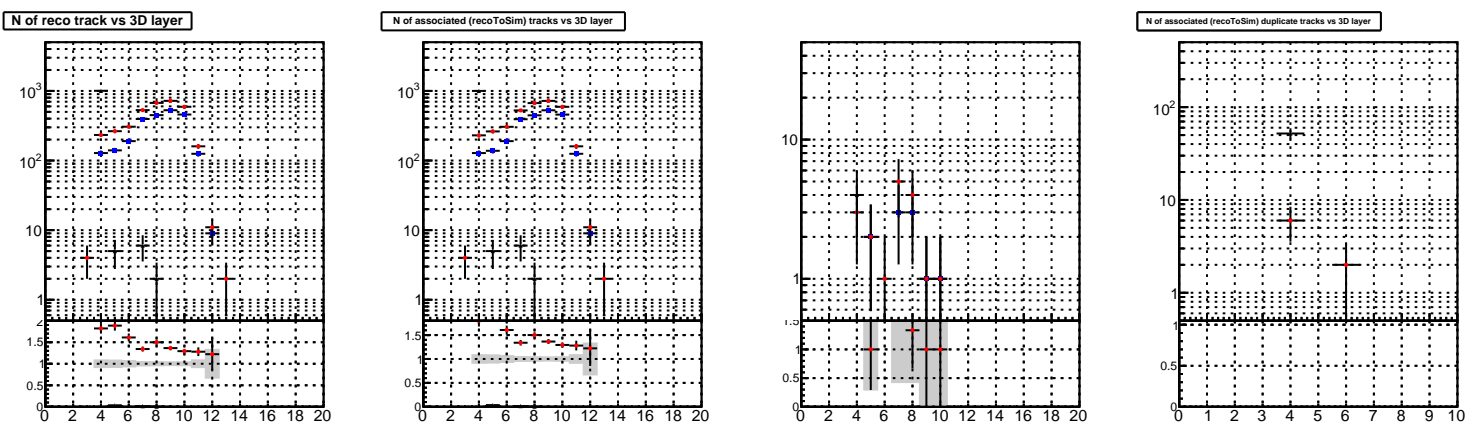 N of reco track vs 3D layer
N of associated (recoToSim) tracks vs 3D layer
N of associated (recoToSim) duplicate tracks vs 3D layer
10³ 10³ 10²
10² 10² 10 10
10 10 1
1 1 1
2 1.5 1.5 1
1.5 1 1
1 0.5 0.5 0.5
0.5
0 0 0 0
0 2 4 6 8 10 12 14 16 18 20
0 2 4 6 8 10 12 14 16 18 20
0 2 4 6 8 10 12 14 16 18 20
0 1 2 3 4 5 6 7 8 9 10